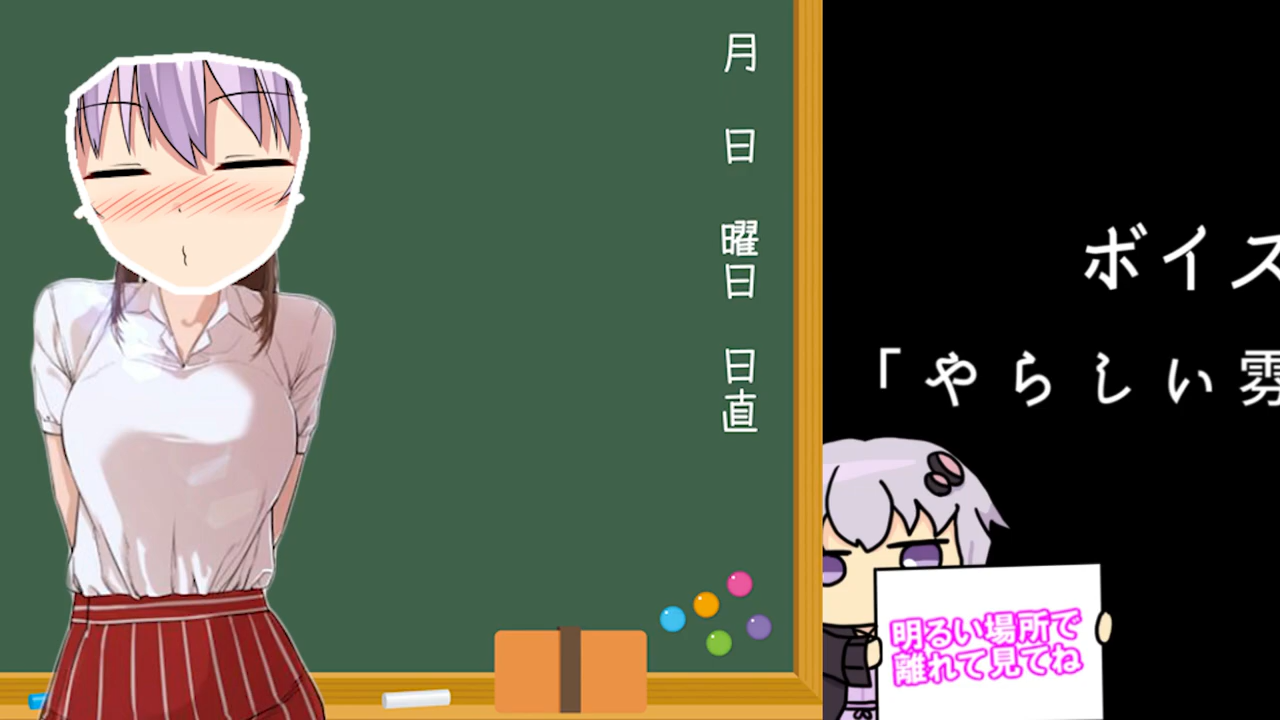 月 日 曜日 日直
ボイス
「やらしい雰
明るい場所で
離れて見てね